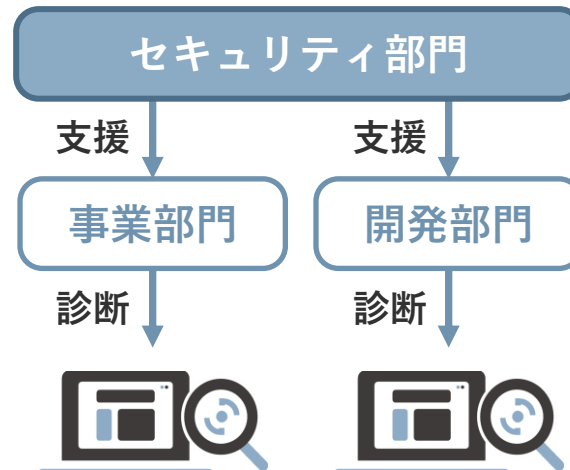 セキュリティ部門
支援 支援
事業部門 開発部門
診断 診断